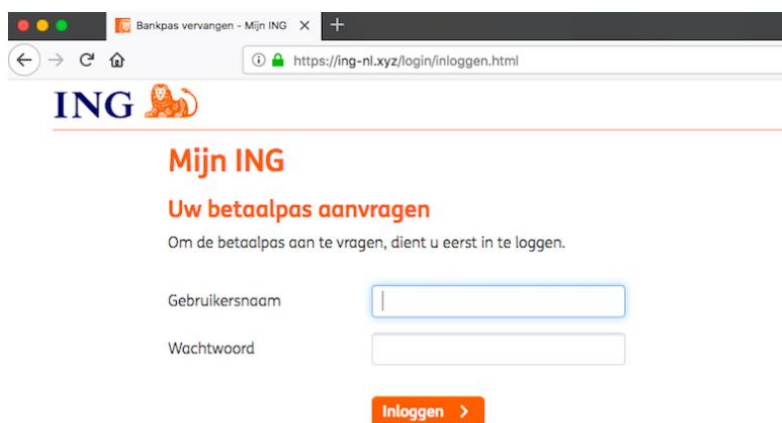 Bankpas vervangen - Mijn ING
https://ing-nl.xyz/login/inloggen.html
ING
Mijn ING
Uw betaalpas aanvragen
Om de betaalpas aan te vragen, dient u eerst in te loggen.
Gebruikersnaam
Wachtwoord
Inloggen